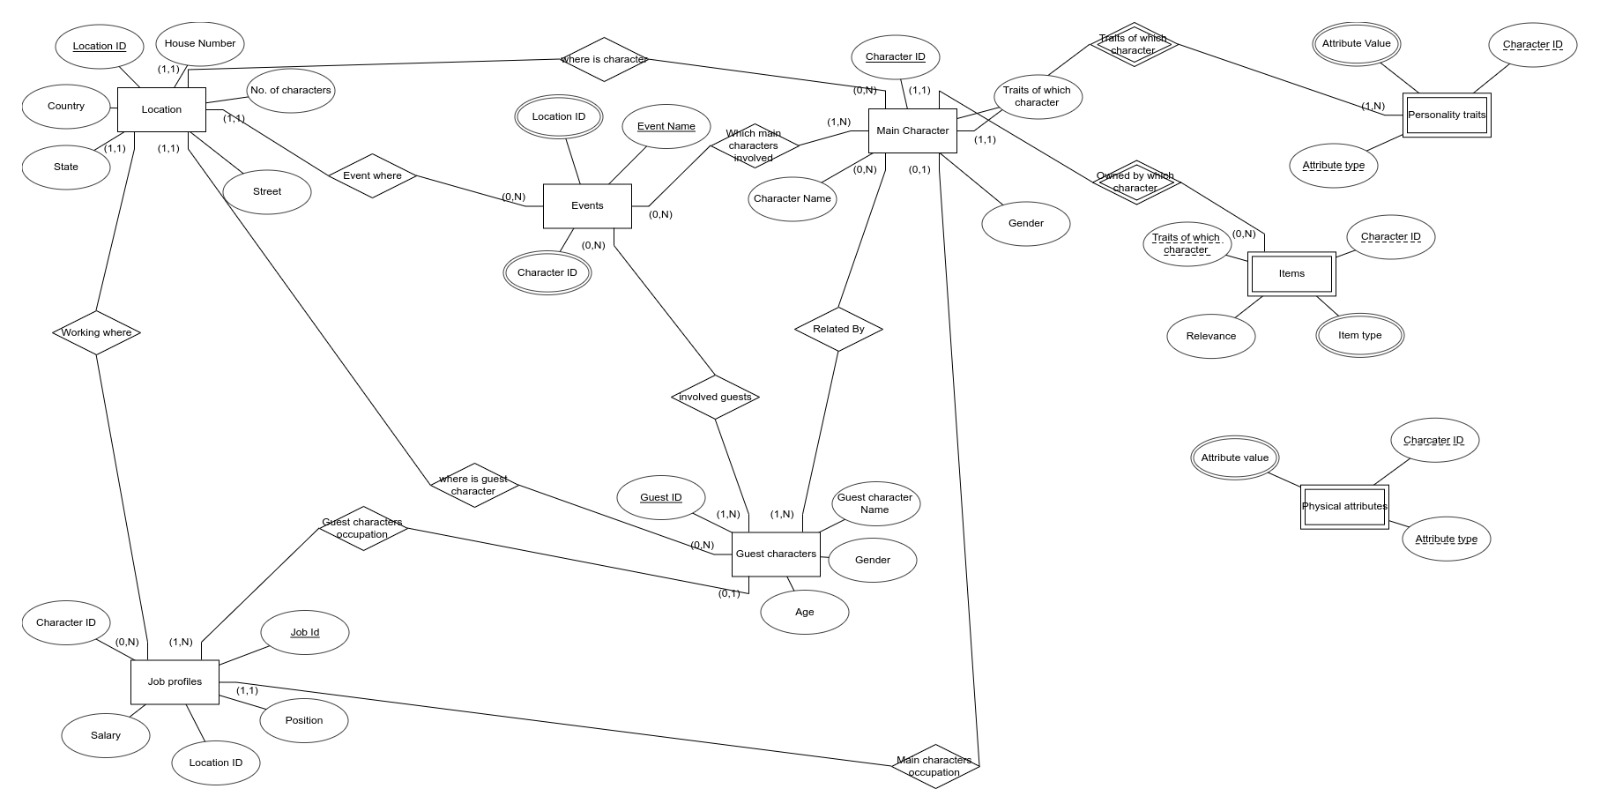 Location ID
House Number
(1,1)
where is character
Character ID
Traits of which
character
Attribute Value
Character ID
Country
Location
No. of characters
(1,1)
(0,N)
(1,1)
Traits of which
character
(1,N)
Personality traits
Location ID
Event Name
(1,N)
Main Character
(1,1)
Which main
characters
involved
State
(1,1)
(1,1)
Event where
Street
(0,N)
Events
(0,N)
(0,N)
(0,1)
Character Name
Gender
Owned by which
character
Attribute type
Traits of which
character
(0,N)
Character ID
(0,N)
Character ID
Items
Relevance
Item type
Working where
Related By
involved guests
Attribute value
Charcater ID
Physical attributes
Attribute type
where is guest
character
Guest ID
(1,N)
(1,N)
Guest character
Name
Guest characters
occupation
(0,N)
Guest characters
Gender
(0,1)
Age
Character ID
(0,N)
(1,N)
Job Id
Job profiles
(1,1)
Position
Salary
Location ID
Main characters
occupation